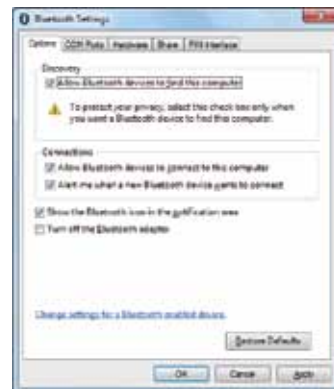 Bluetooth Settings
Options COM Ports Hardware Share PIM Interface
Discovery
Allow Bluetooth devices to find this computer
To protect your privacy, select this check box only when
you want a Bluetooth device to find this computer.
Connections
Allow Bluetooth devices to connect to this computer
Alert me when a new Bluetooth device wants to connect
Show the Bluetooth icon in the notification area
Turn off the Bluetooth adapter
Change settings for a Bluetooth enabled device.
Restore Defaults
OK Cancel Apply